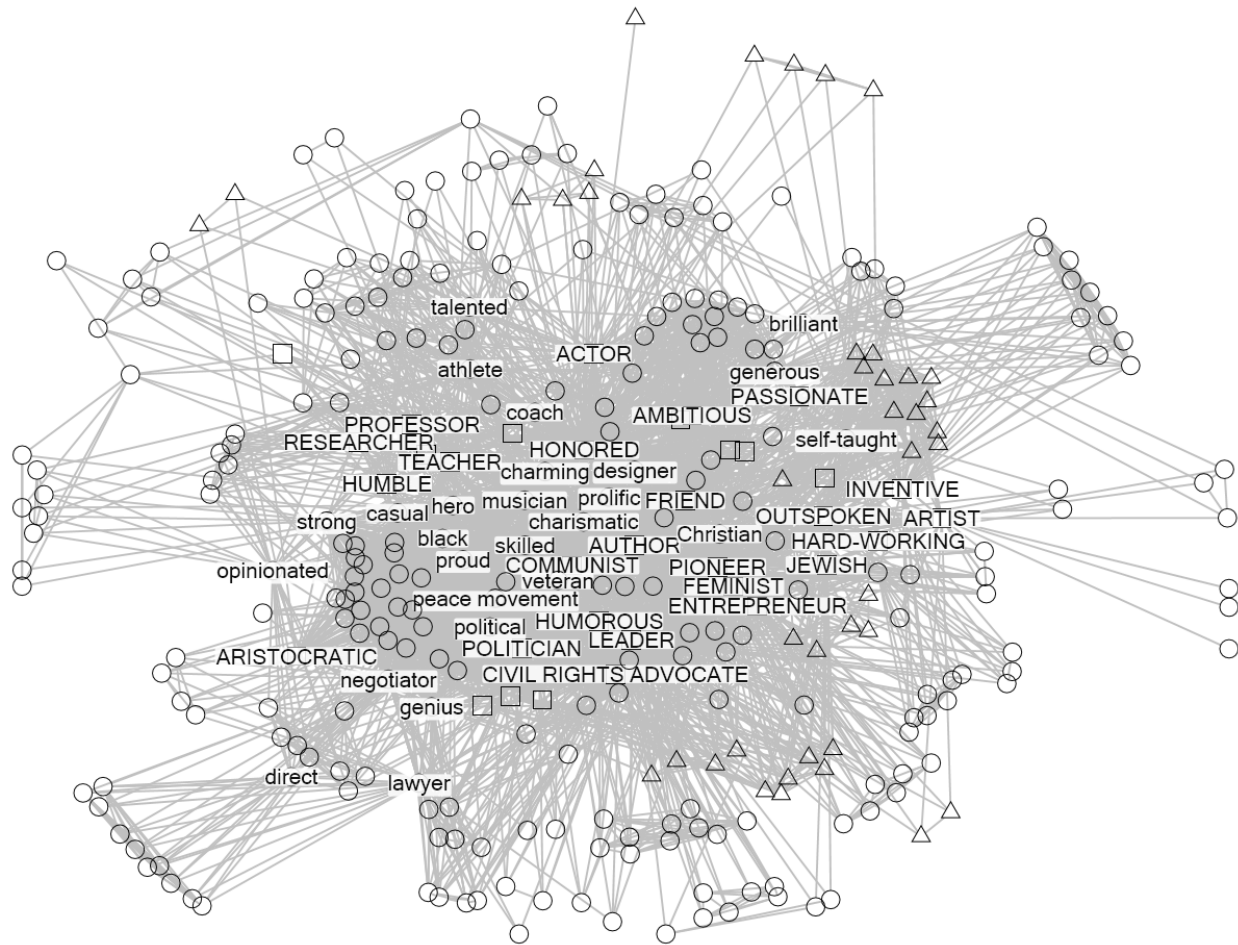 talented
brilliant
ACTOR
athlete
generous
PASSIONATE
coach
AMBITIOUS
PROFESSOR
RESEARCHER
self-taught
HONORED
TEACHER
charming
designer
HUMBLE
INVENTIVE
musician
prolific
FRIEND
hero
casual
strong
charismatic
OUTSPOKEN
ARTIST
black
Christian
HARD-WORKING
skilled
AUTHOR
proud
COMMUNIST
PIONEER
JEWISH
opinionated
veteran
FEMINIST
peace movement
ENTREPRENEUR
political
HUMOROUS
LEADER
POLITICIAN
ARISTOCRATIC
negotiator
CIVIL RIGHTS ADVOCATE
genius
direct
lawyer